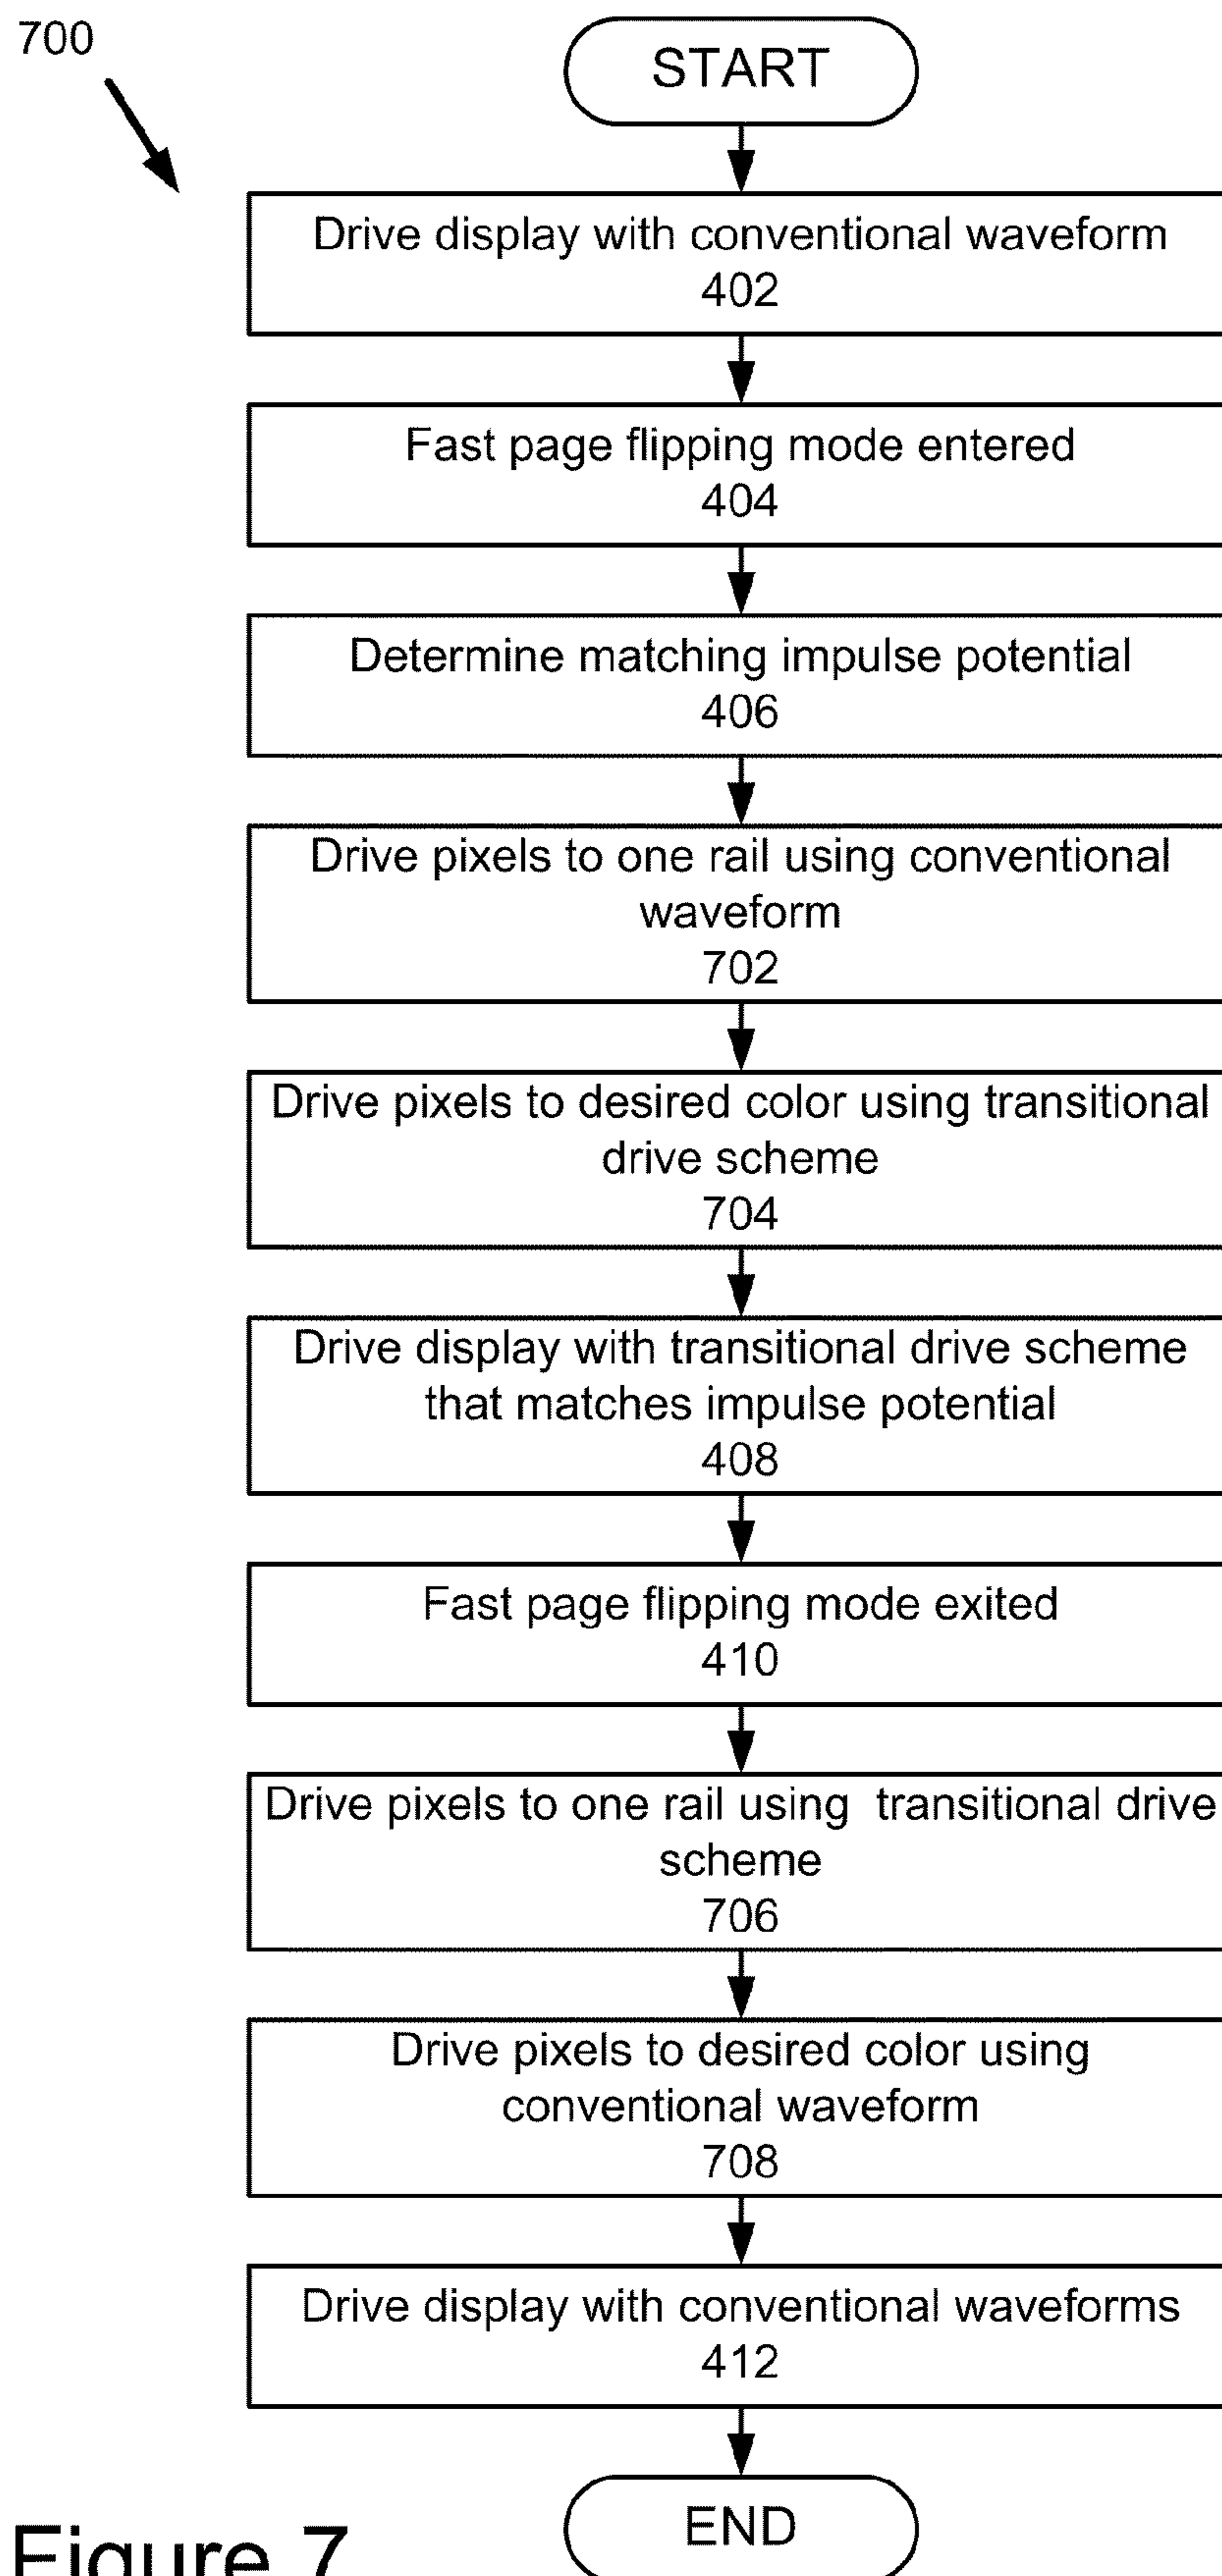 700
START
Drive display with conventional waveform
402
Fast page flipping mode entered
404
Determine matching impulse potential
406
Drive pixels to one rail using conventional
waveform
702
Drive pixels to desired color using transitional
drive scheme
704
Drive display with transitional drive scheme
that matches impulse potential
408
Fast page flipping mode exited
410
Drive pixels to one rail using transitional drive
scheme
706
Drive pixels to desired color using
conventional waveform
708
Drive display with conventional waveforms
412
END
Figure 7